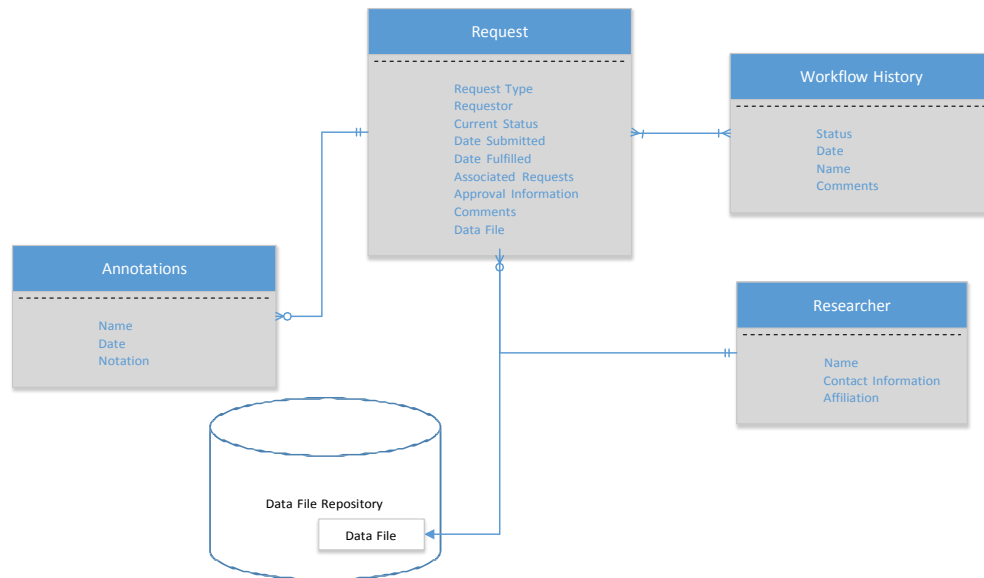 Request
Request Type
Requestor
Current Status
Date Submitted
Date Fulfilled
Associated Requests
Approval Information
Comments
Data File
Workflow History
Status
Date
Name
Comments
Annotations
Name
Date
Notation
Researcher
Name
Contact Information
Affiliation
Data File Repository
Data File